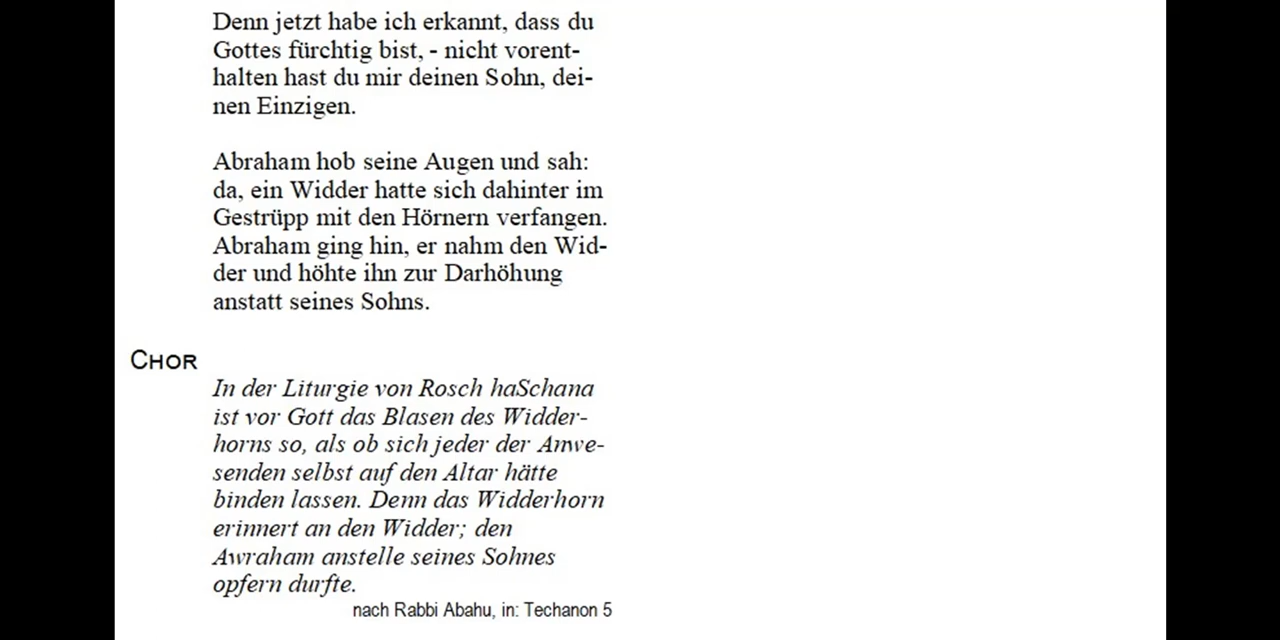 Denn jetzt habe ich erkannt, dass du
Gottes fürchtig bist, - nicht vorent-
halten hast du mir deinen Sohn, dei-
nen Einzigen.
Abraham hob seine Augen und sah:
da, ein Widder hatte sich dahinter im
Gestrüpp mit den Hörnern verfangen.
Abraham ging hin, er nahm den Wid-
der und höhte ihn zur Darhöhung
anstatt seines Sohns.
CHOR
In der Liturgie von Rosch haSchana
ist vor Gott das Blasen des Widder-
horns so, als ob sich jeder der Anwe-
senden selbst auf den Altar hätte
binden lassen. Denn das Widderhorn
erinnert an den Widder; den
Awraham anstelle seines Sohnes
opfern durfte.
nach Rabbi Abahu, in: Techanon 5